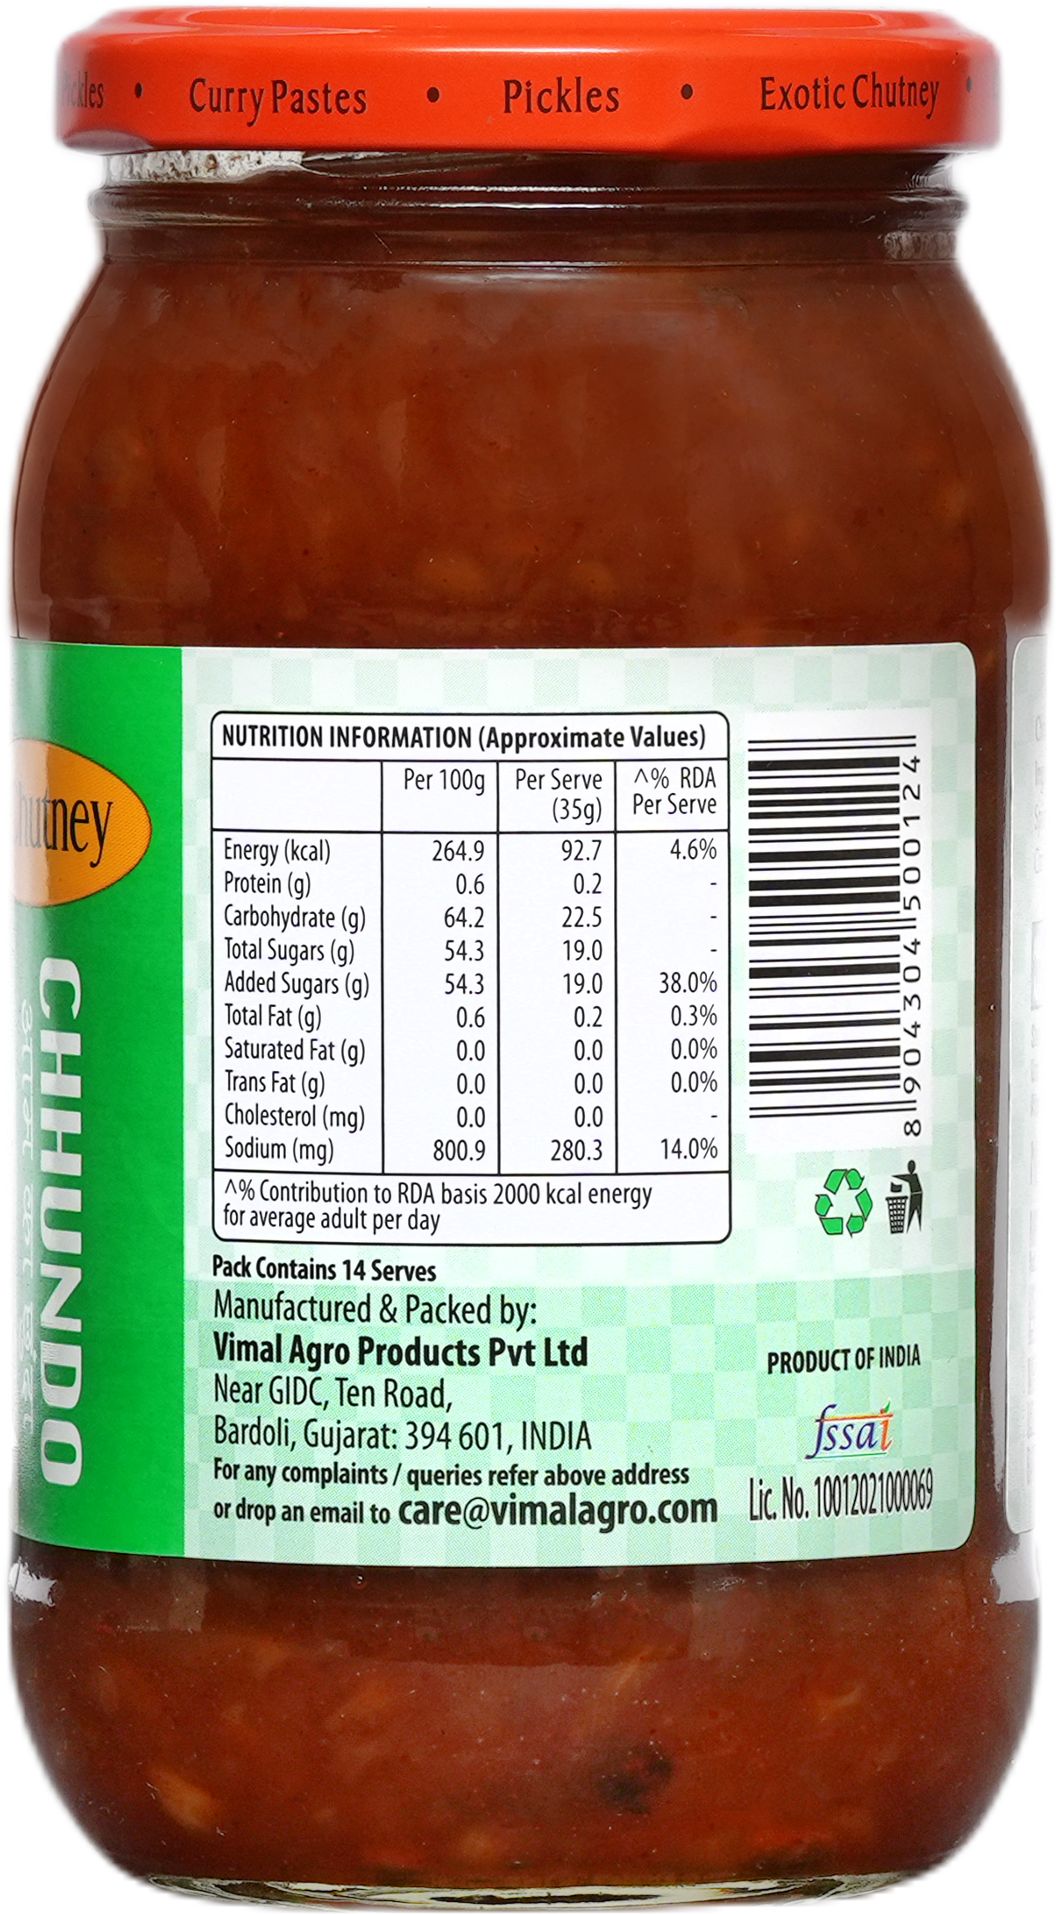 Curry Pastes • Pickles • Exotic Chutney
NUTRITION INFORMATION (Approximate Values)
Per 100g Per Serve (35g) ^% RDA Per Serve
Energy (kcal) 264.9 92.7 4.6%
Protein (g) 0.6 0.2 -
Carbohydrate (g) 64.2 22.5 -
Total Sugars (g) 54.3 19.0 -
Added Sugars (g) 54.3 19.0 38.0%
Total Fat (g) 0.6 0.2 0.3%
Saturated Fat (g) 0.0 0.0 0.0%
Trans Fat (g) 0.0 0.0 0.0%
Cholesterol (mg) 0.0 0.0 -
Sodium (mg) 800.9 280.3 14.0%
^% Contribution to RDA basis 2000 kcal energy
for average adult per day
Pack Contains 14 Serves
Manufactured & Packed by:
Vimal Agro Products Pvt Ltd
Near GIDC, Ten Road,
Bardoli, Gujarat: 394 601, INDIA
For any complaints / queries refer above address
or drop an email to care@vimalagro.com
8 904304 500124
PRODUCT OF INDIA
fssai
Lic. No. 10012021000069
CHHUNDO